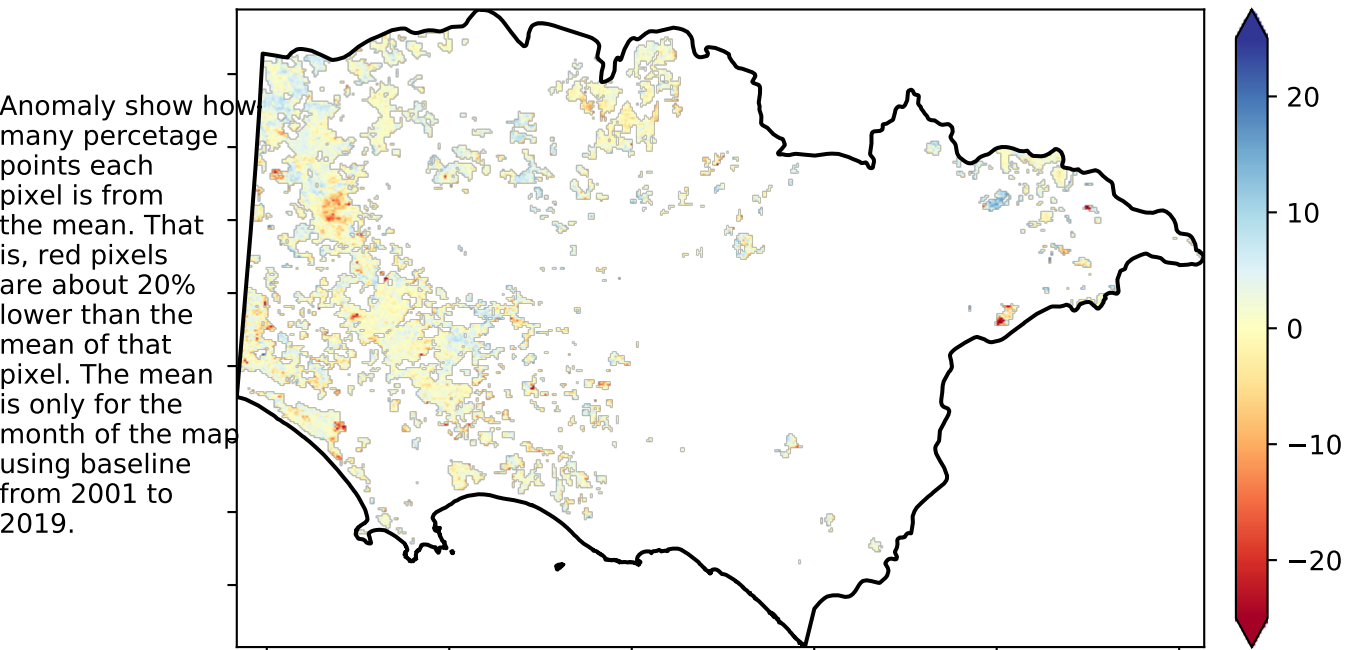 Anomaly show how
many percetage
points each
pixel is from
the mean. That
is, red pixels
are about 20%
lower than the
mean of that
pixel. The mean
is only for the
month of the map
using baseline
from 2001 to
2019.
20
10
0
−10
−20